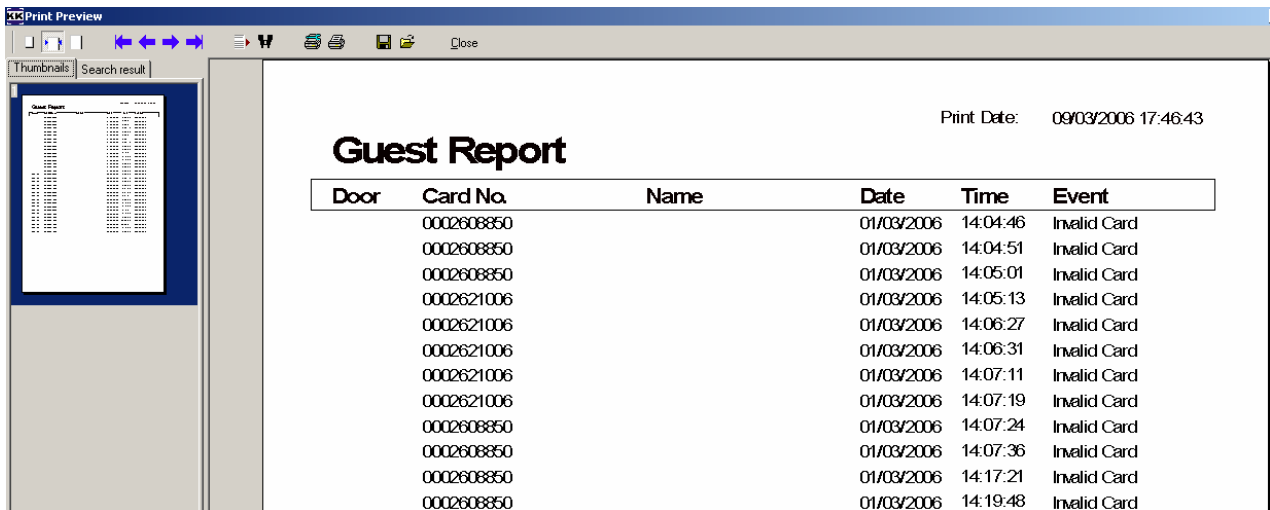 KK Print Preview
Close
Thumbnails Search result
Print Date: 09/03/2006 17:46:43
Guest Report
Door Card No. Name Date Time Event
0002608850 01/03/2006 14:04:46 Invalid Card
0002608850 01/03/2006 14:04:51 Invalid Card
0002608850 01/03/2006 14:05:01 Invalid Card
0002621006 01/03/2006 14:05:13 Invalid Card
0002621006 01/03/2006 14:06:27 Invalid Card
0002621006 01/03/2006 14:06:31 Invalid Card
0002621006 01/03/2006 14:07:11 Invalid Card
0002621006 01/03/2006 14:07:19 Invalid Card
0002608850 01/03/2006 14:07:24 Invalid Card
0002608850 01/03/2006 14:07:36 Invalid Card
0002608850 01/03/2006 14:17:21 Invalid Card
0002608850 01/03/2006 14:19:48 Invalid Card